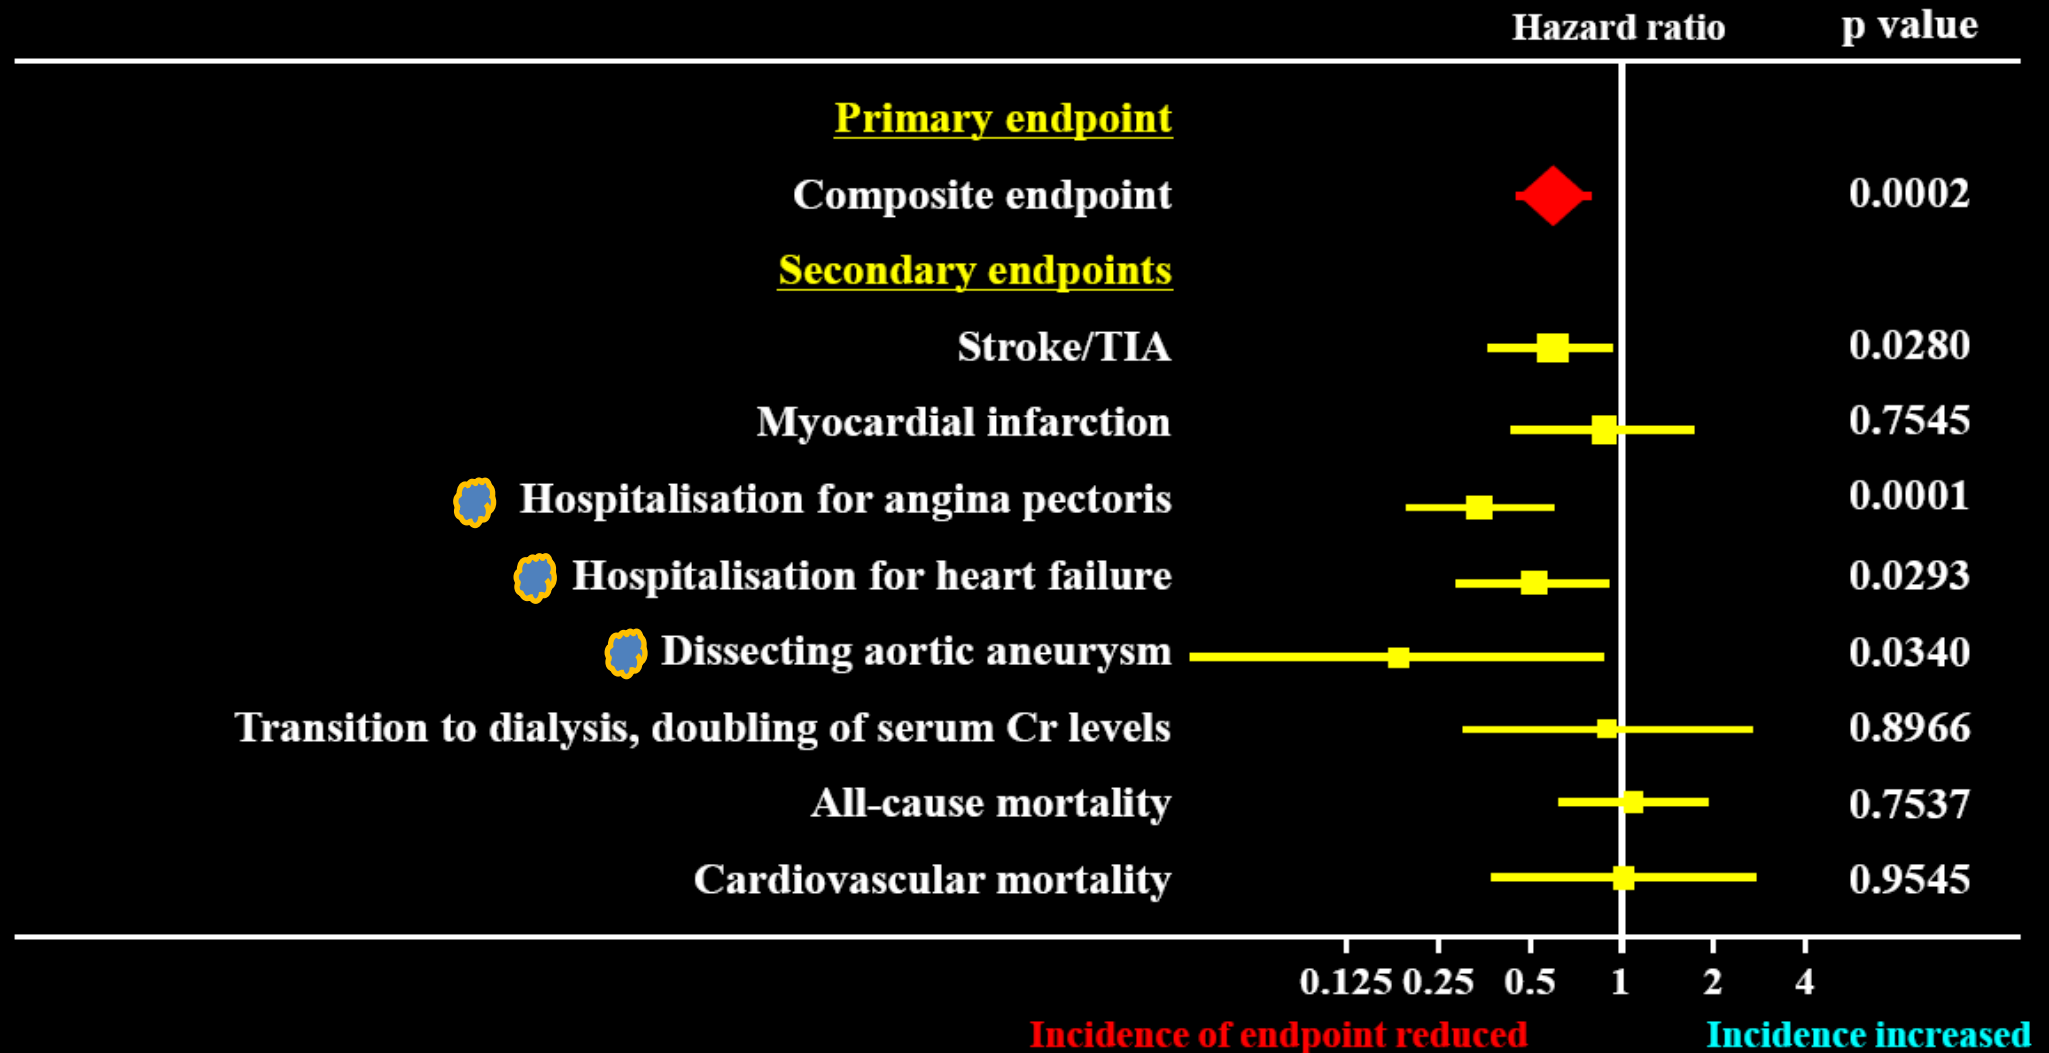 Hazard ratio p value
Primary endpoint
Composite endpoint 0.0002
Secondary endpoints
Stroke/TIA 0.0280
Myocardial infarction 0.7545
Hospitalisation for angina pectoris 0.0001
Hospitalisation for heart failure 0.0293
Dissecting aortic aneurysm 0.0340
Transition to dialysis, doubling of serum Cr levels 0.8966
All-cause mortality 0.7537
Cardiovascular mortality 0.9545
0.125 0.25 0.5 1 2 4
Incidence of endpoint reduced Incidence increased